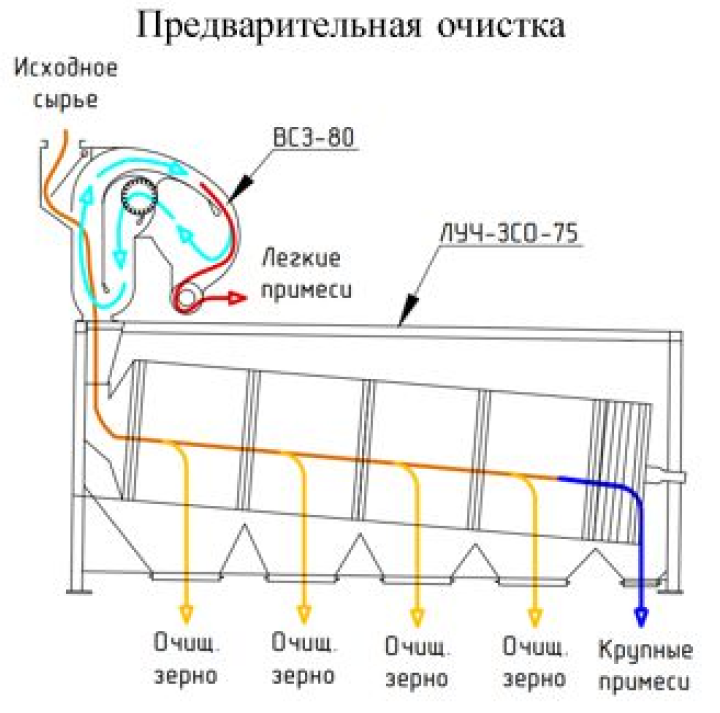 Предварительная очистка
Исходное
сырье
ВСЗ-80
ЛУЧ-ЗСО-75
Легкие
примеси
Очищ.
зерно
Очищ.
зерно
Очищ.
зерно
Очищ.
зерно
Крупные
примеси